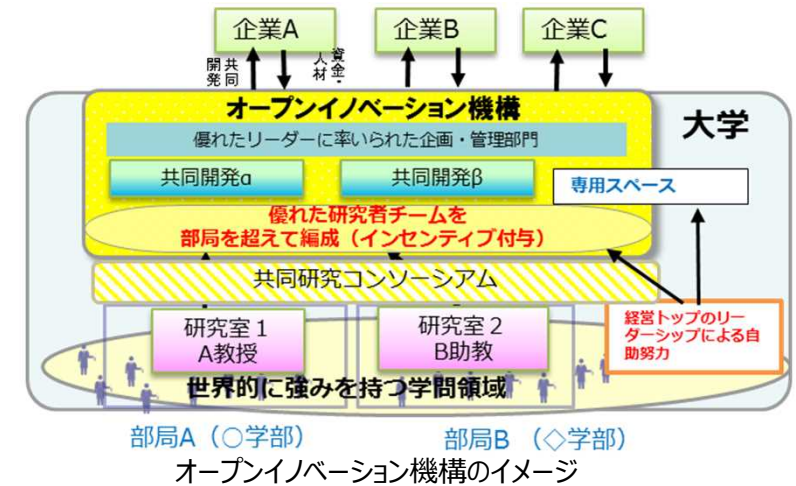 企業A
企業B
企業C
共同
開発
資金・
人材
大学
オープンイノベーション機構
優れたリーダーに率いられた企画・管理部門
共同開発α
共同開発β
専用スペース
優れた研究者チームを
部局を超えて編成（インセンティブ付与）
共同研究コンソーシアム
研究室１
A教授
研究室２
B助教
経営トップのリー
ダーシップによる自
助努力
世界的に強みを持つ学問領域
部局A（○学部）
部局B （◇学部）
オープンイノベーション機構のイメージ